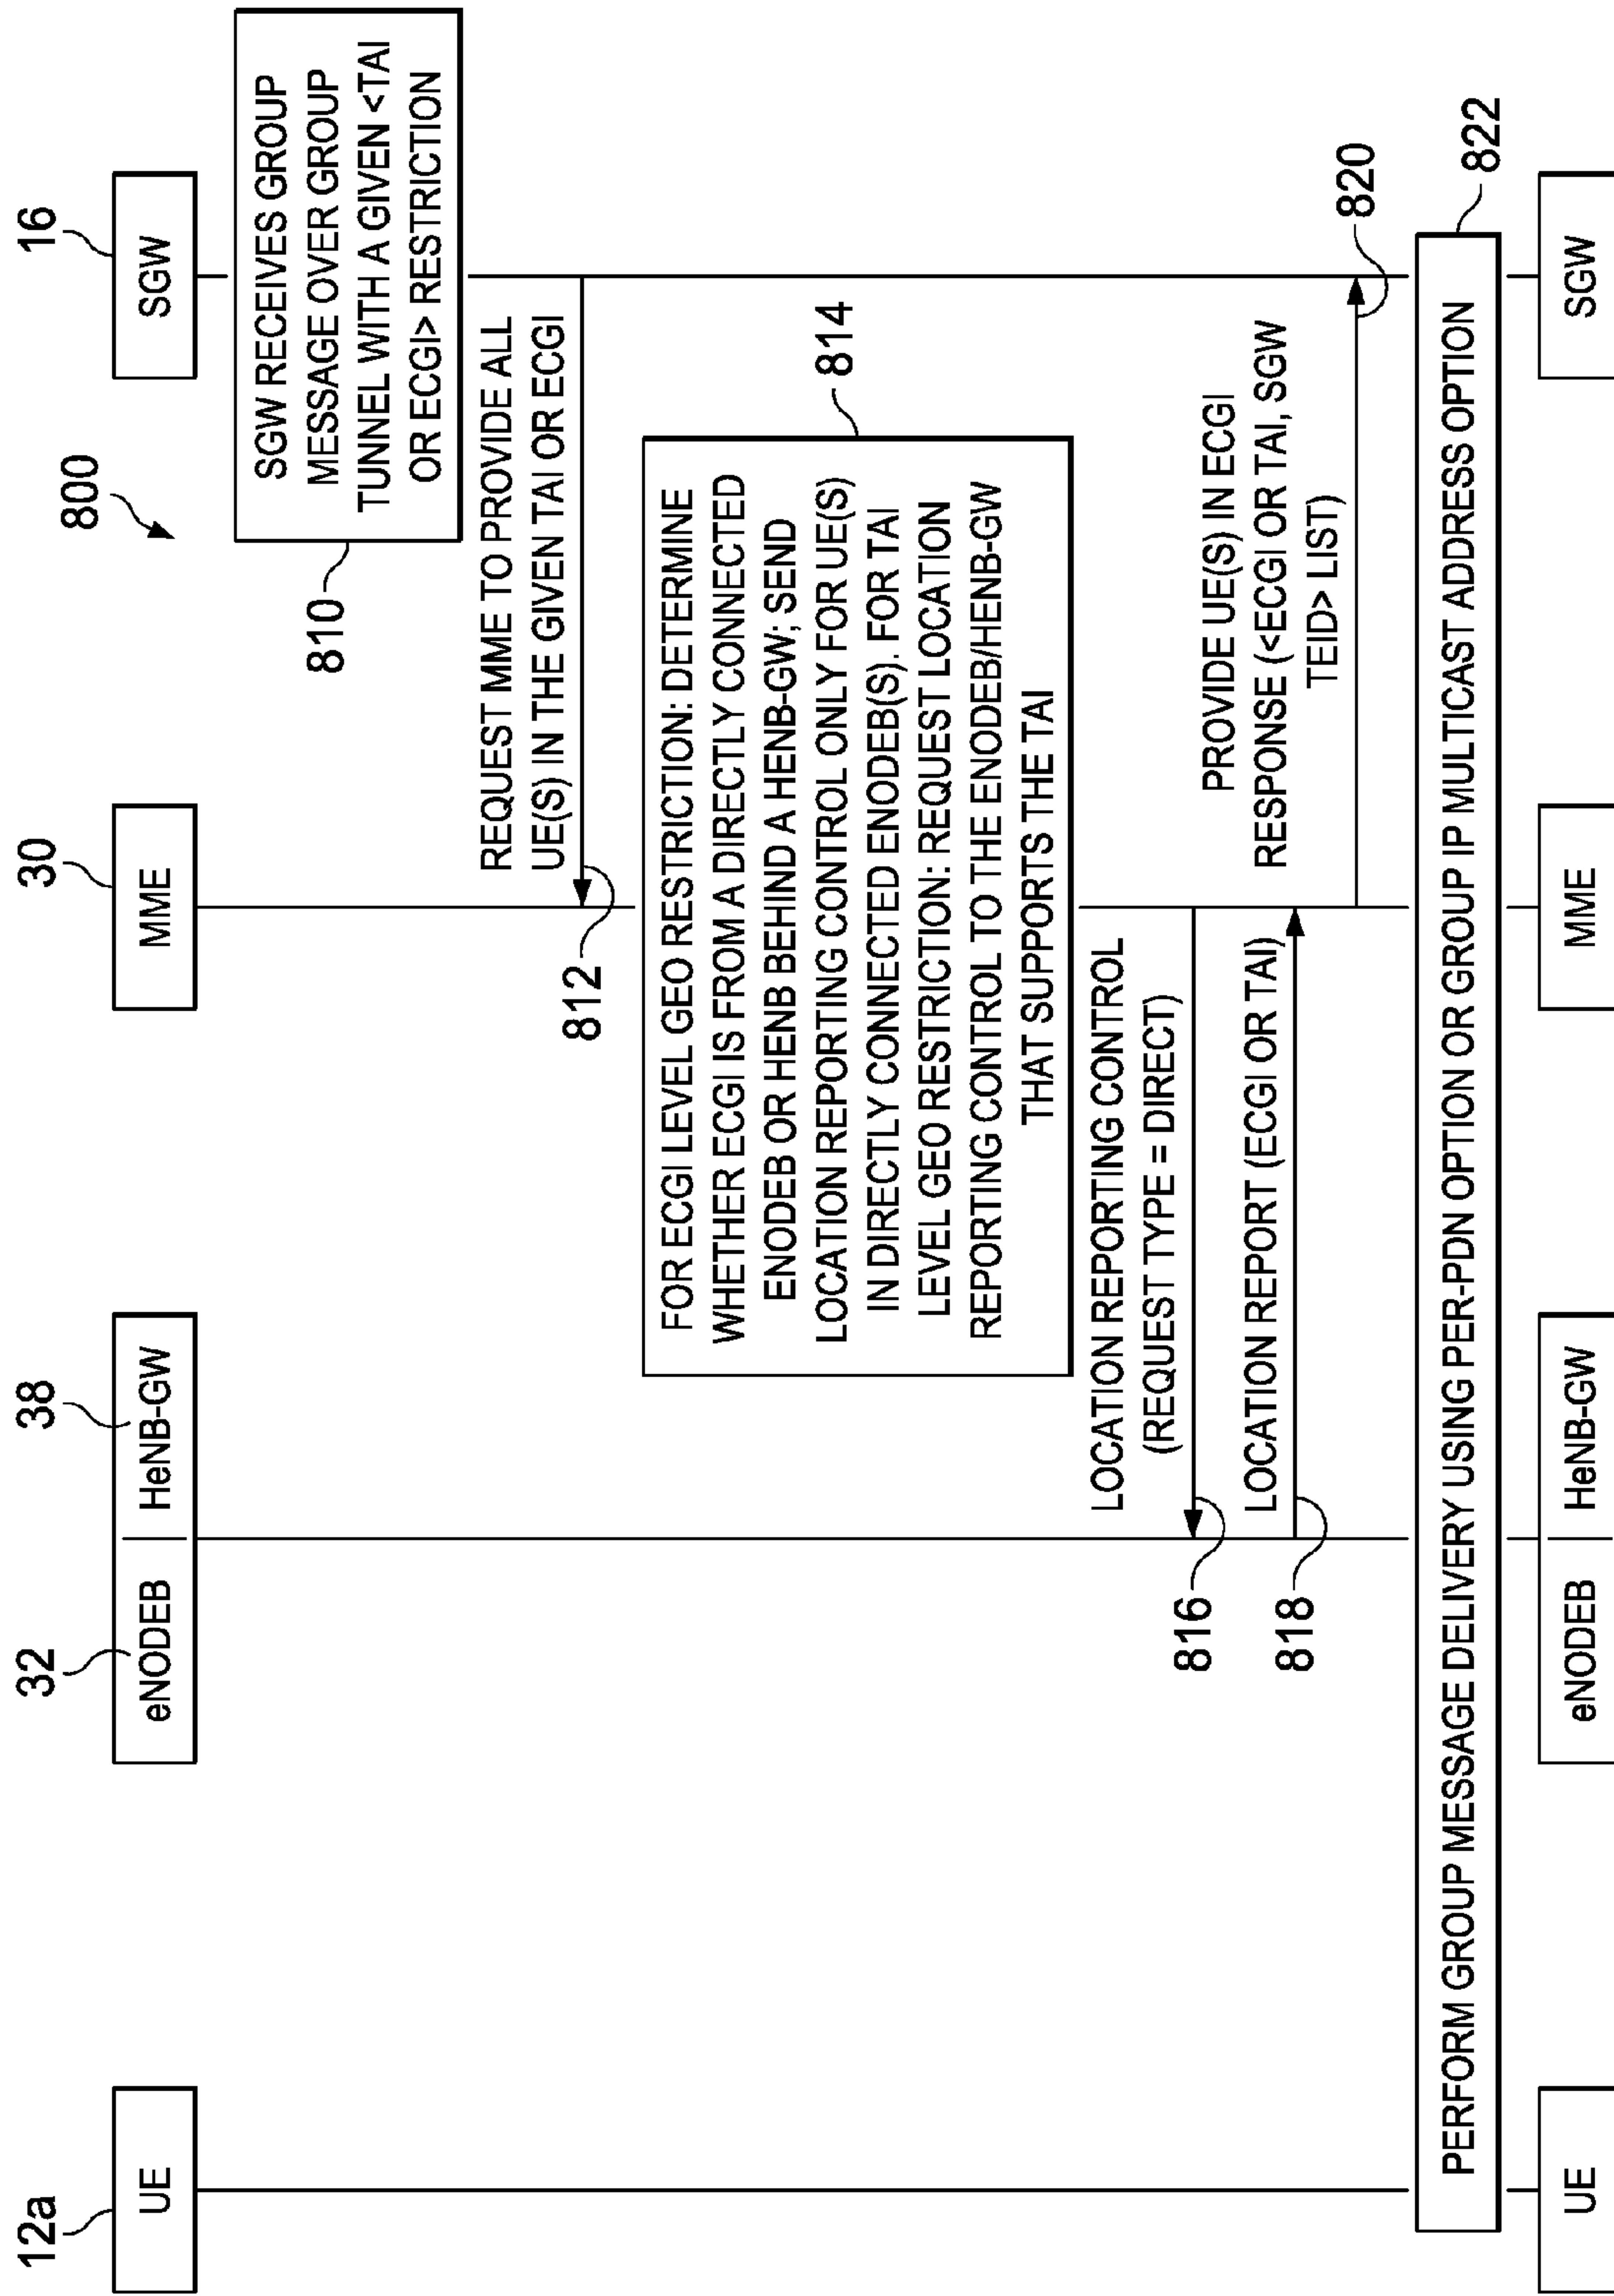 800
12a
32
38
30
16
UE
eNODEB
HeNB-GW
MME
SGW
SGW RECEIVES GROUP
MESSAGE OVER GROUP
TUNNEL WITH A GIVEN <TAI
OR ECGI> RESTRICTION
810
REQUEST MME TO PROVIDE ALL
UE(S) IN THE GIVEN TAI OR ECGI
812
FOR ECGI LEVEL GEO RESTRICTION: DETERMINE
WHETHER ECGI IS FROM A DIRECTLY CONNECTED
ENODEB OR HENB BEHIND A HENB-GW; SEND
LOCATION REPORTING CONTROL ONLY FOR UE(S)
IN DIRECTLY CONNECTED ENODEB(S). FOR TAI
LEVEL GEO RESTRICTION: REQUEST LOCATION
REPORTING CONTROL TO THE ENODEB/HENB-GW
THAT SUPPORTS THE TAI
814
LOCATION REPORTING CONTROL
(REQUEST TYPE = DIRECT)
816
LOCATION REPORT (ECGI OR TAI)
818
PROVIDE UE(S) IN ECGI
RESPONSE (<ECGI OR TAI, SGW
TEID> LIST)
820
PERFORM GROUP MESSAGE DELIVERY USING PER-PDN OPTION OR GROUP IP MULTICAST ADDRESS OPTION
822
UE
eNODEB
HeNB-GW
MME
SGW